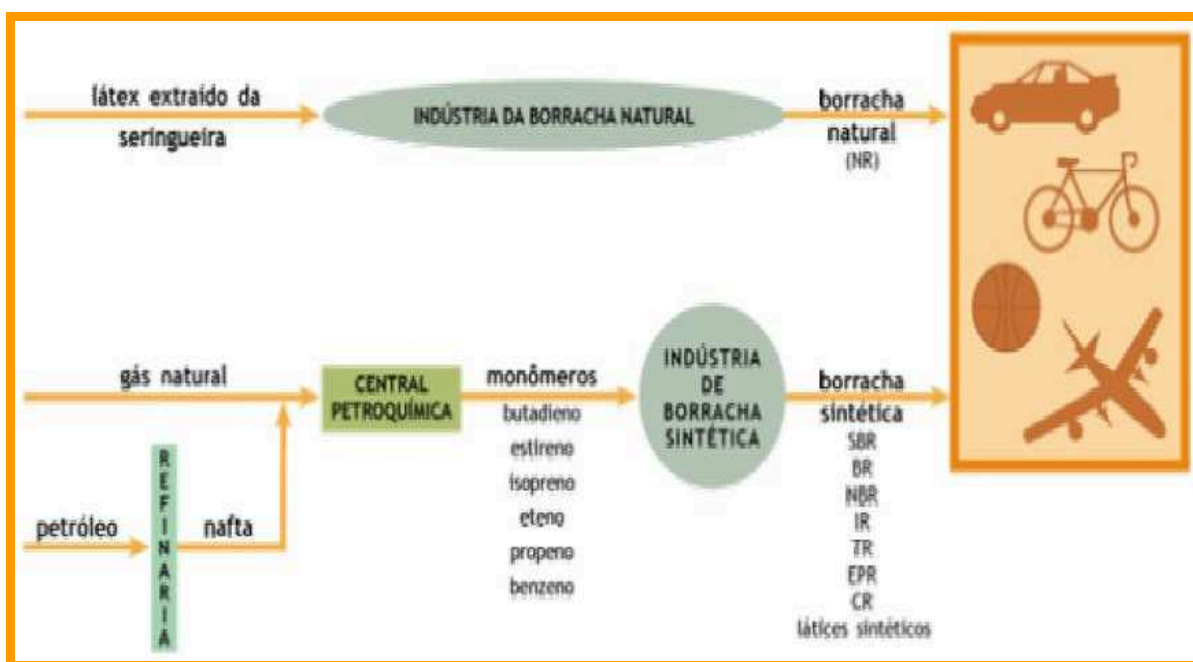 látex extraído da
seringueira
INDÚSTRIA DA BORRACHA NATURAL
borracha
natural
(NR)
gás natural
CENTRAL
PETROQUÍMICA
monômeros
butadieno
estireno
isopreno
eteno
propeno
benzeno
INDÚSTRIA
DE
BORRACHA
SINTÉTICA
borracha
sintética
SBR
BR
NBR
IR
TR
EPR
CR
látices sintéticos
petróleo
REFINARIA
nafta